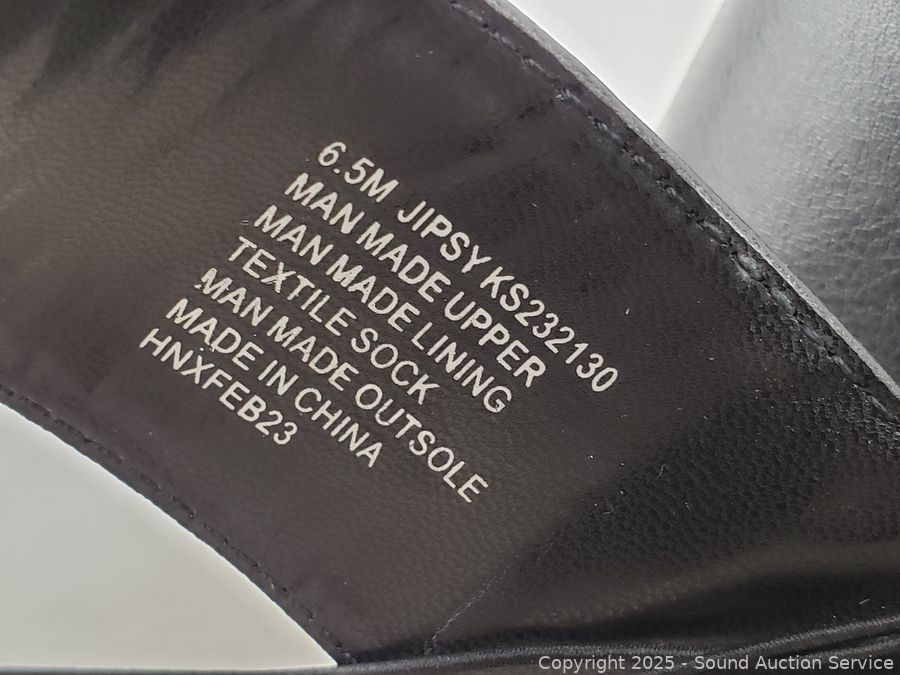 6.5M JIPSY KS232130
MAN MADE UPPER
MAN MADE LINING
TEXTILE SOCK
MAN MADE OUTSOLE
MADE IN CHINA
HNXFEB23
Copyright © 2025 - Sound Auction Service